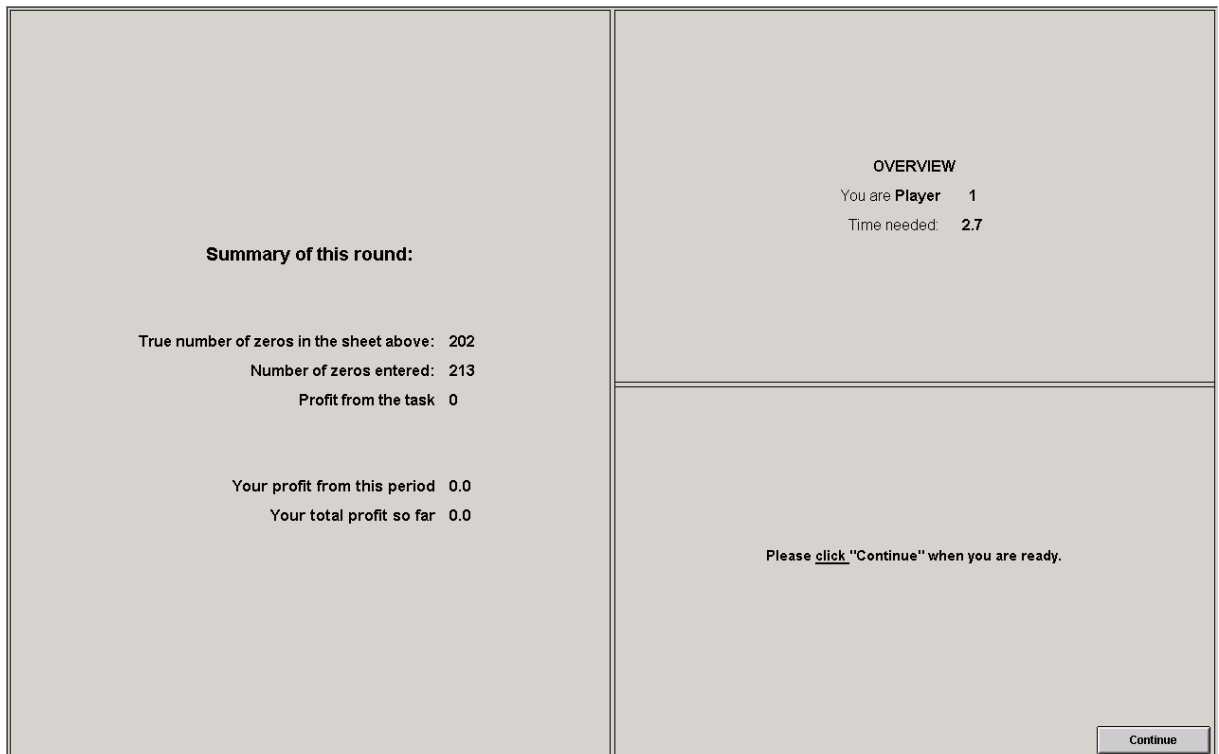 Summary of this round:
True number of zeros in the sheet above: 202
Number of zeros entered: 213
Profit from the task 0
Your profit from this period 0.0
Your total profit so far 0.0
OVERVIEW
You are Player 1
Time needed: 2.7
Please click "Continue" when you are ready.
Continue